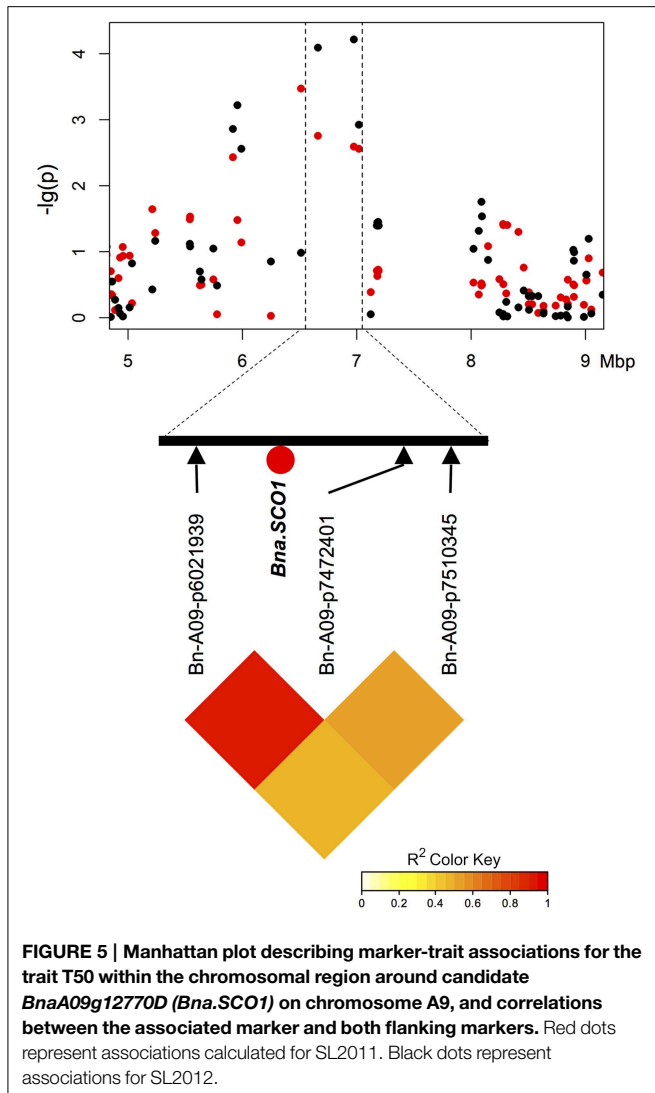 4
3
2
1
0
-lg(p)
5 6 7 8 9 Mbp
Bn-A09-p6021939
Bna.SCO1
Bn-A09-p7472401
Bn-A09-p7510345
R² Color Key
0 0.2 0.4 0.6 0.8 1
FIGURE 5 | Manhattan plot describing marker-trait associations for the
trait T50 within the chromosomal region around candidate
BnaA09g12770D (Bna.SCO1) on chromosome A9, and correlations
between the associated marker and both flanking markers. Red dots
represent associations calculated for SL2011. Black dots represent
associations for SL2012.